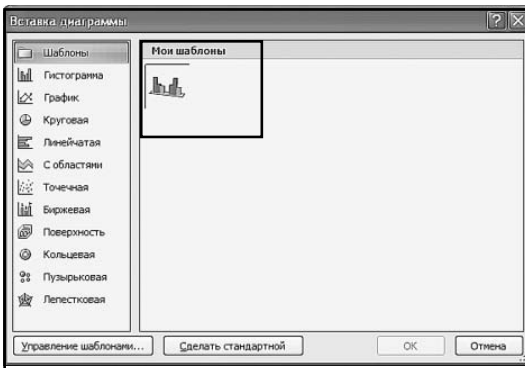 Вставка диаграммы
Шаблоны
Гистограмма
График
Круговая
Линейчатая
С областями
Точечная
Биржевая
Поверхность
Кольцевая
Пузырьковая
Лепестковая
Мои шаблоны
Управление шаблонами...
Сделать стандартной
ОК
Отмена